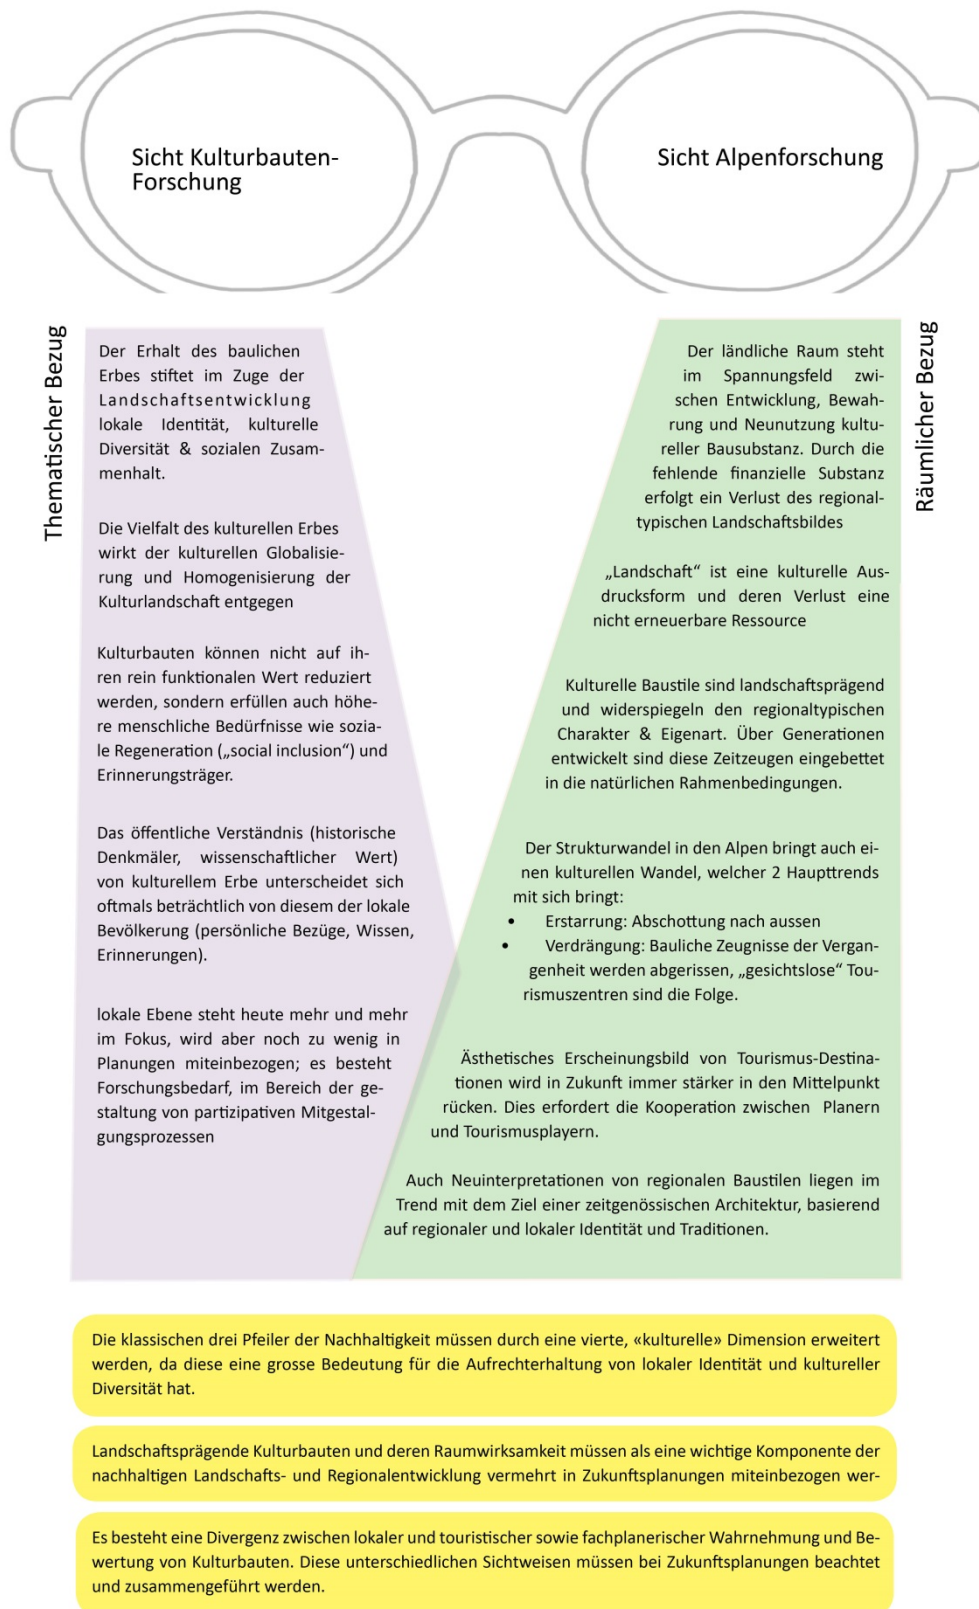 Sicht Kulturbauten-
Forschung
Sicht Alpenforschung
Thematischer Bezug
Der Erhalt des baulichen
Erbes stiftet im Zuge der
Landschaftsentwicklung
lokale Identität, kulturelle
Diversität & sozialen Zusam-
menhalt.
Die Vielfalt des kulturellen Erbes
wirkt der kulturellen Globalisie-
rung und Homogenisierung der
Kulturlandschaft entgegen
Kulturbauten können nicht auf ih-
ren rein funktionalen Wert reduziert
werden, sondern erfüllen auch höhe-
re menschliche Bedürfnisse wie sozia-
le Regeneration („social inclusion“) und
Erinnerungsträger.
Das öffentliche Verständnis (historische
Denkmäler, wissenschaftlicher Wert)
von kulturellem Erbe unterscheidet sich
oftmals beträchtlich von diesem der lokale
Bevölkerung (persönliche Bezüge, Wissen,
Erinnerungen).
lokale Ebene steht heute mehr und mehr
im Fokus, wird aber noch zu wenig in
Planungen miteinbezogen; es besteht
Forschungsbedarf, im Bereich der ge-
staltung von partizipativen Mitgestal-
gungsprozessen
Räumlicher Bezug
Der ländliche Raum steht
im Spannungsfeld zwi-
schen Entwicklung, Bewah-
rung und Neunutzung kultu-
reller Bausubstanz. Durch die
fehlende finanzielle Substanz
erfolgt ein Verlust des regional-
typischen Landschaftsbildes
„Landschaft“ ist eine kulturelle Aus-
drucksform und deren Verlust eine
nicht erneuerbare Ressource
Kulturelle Baustile sind landschaftsprägend
und widerspiegeln den regionaltypischen
Charakter & Eigenart. Über Generationen
entwickelt sind diese Zeitzeugen eingebettet
in die natürlichen Rahmenbedingungen.
Der Strukturwandel in den Alpen bringt auch ei-
nen kulturellen Wandel, welcher 2 Haupttrends
mit sich bringt:
• Erstarrung: Abschottung nach aussen
• Verdrängung: Bauliche Zeugnisse der Vergan-
genheit werden abgerissen, „gesichtslose“ Tou-
rismuszentren sind die Folge.
Ästhetisches Erscheinungsbild von Tourismus-Destina-
tionen wird in Zukunft immer stärker in den Mittelpunkt
rücken. Dies erfordert die Kooperation zwischen Planern
und Tourismusplayern.
Auch Neuinterpretationen von regionalen Baustilen liegen im
Trend mit dem Ziel einer zeitgenössischen Architektur, basierend
auf regionaler und lokaler Identität und Traditionen.
Die klassischen drei Pfeiler der Nachhaltigkeit müssen durch eine vierte, «kulturelle» Dimension erweitert
werden, da diese eine grosse Bedeutung für die Aufrechterhaltung von lokaler Identität und kultureller
Diversität hat.
Landschaftsprägende Kulturbauten und deren Raumwirksamkeit müssen als eine wichtige Komponente der
nachhaltigen Landschafts- und Regionalentwicklung vermehrt in Zukunftsplanungen miteinbezogen wer-
Es besteht eine Divergenz zwischen lokaler und touristischer sowie fachplanerischer Wahrnehmung und Be-
wertung von Kulturbauten. Diese unterschiedlichen Sichtweisen müssen bei Zukunftsplanungen beachtet
und zusammengeführt werden.